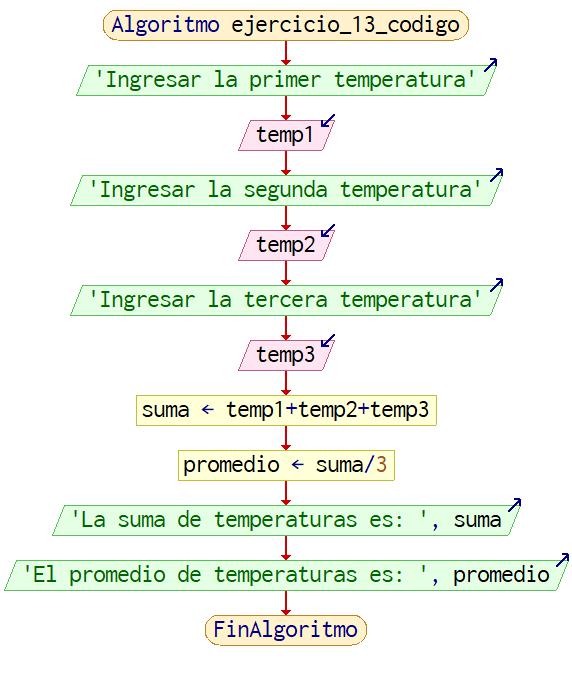 Algoritmo ejercicio_13_codigo
'Ingresar la primer temperatura'
temp1
'Ingresar la segunda temperatura'
temp2
'Ingresar la tercera temperatura'
temp3
suma ← temp1+temp2+temp3
promedio ← suma/3
'La suma de temperaturas es: ', suma
'El promedio de temperaturas es: ', promedio
FinAlgoritmo